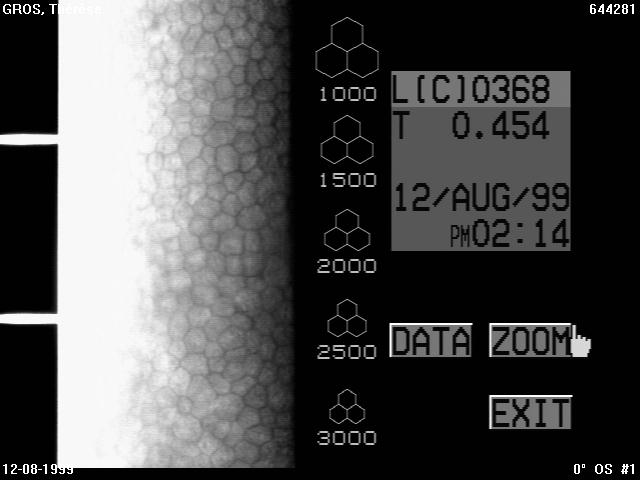 GROS, Thérèse
644281
1000
1500
2000
2500
3000
L[C]0368
T 0.454
12/AUG/99
PM02:14
DATA
ZOOM
EXIT
12-08-1999
0° OS #1